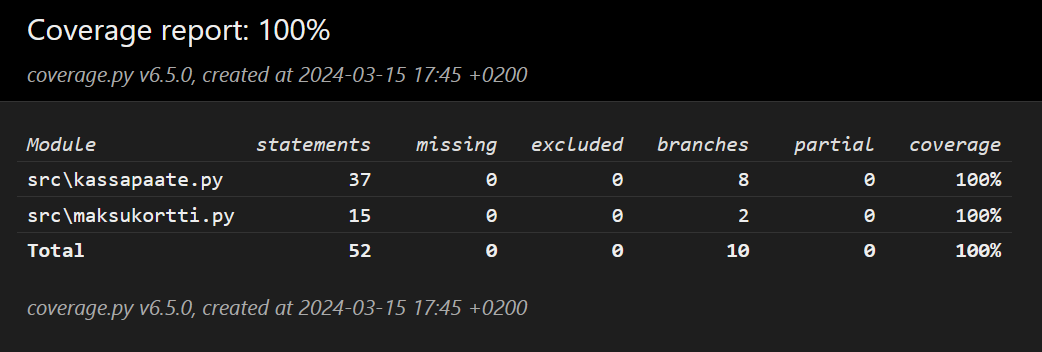 Coverage report: 100%
coverage.py v6.5.0, created at 2024-03-15 17:45 +0200
Module statements missing excluded branches partial coverage
src\kassapaate.py 37 0 0 8 0 100%
src\maksukortti.py 15 0 0 2 0 100%
Total 52 0 0 10 0 100%
coverage.py v6.5.0, created at 2024-03-15 17:45 +0200